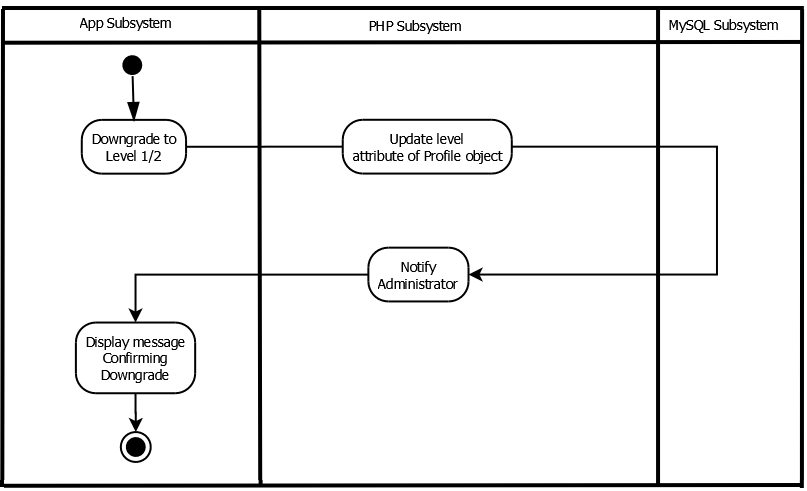 App Subsystem
PHP Subsystem
MySQL Subsystem
Downgrade to
Level 1/2
Update level
attribute of Profile object
Notify
Administrator
Display message
Confirming
Downgrade